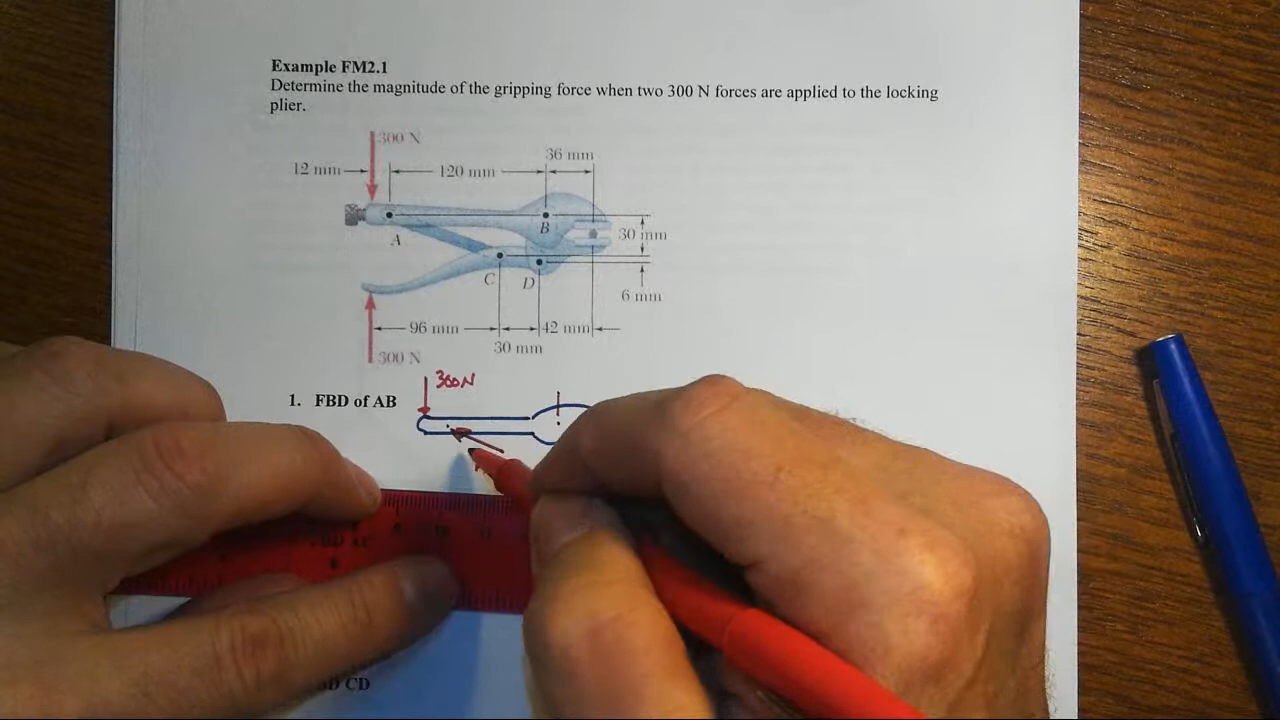 Example FM2.1
Determine the magnitude of the gripping force when two 300 N forces are applied to the locking
plier.
300 N
36 mm
12 mm
120 mm
B
30 mm
A
C
D
6 mm
96 mm
42 mm
30 mm
300 N
300N
1. FBD of AB
CD